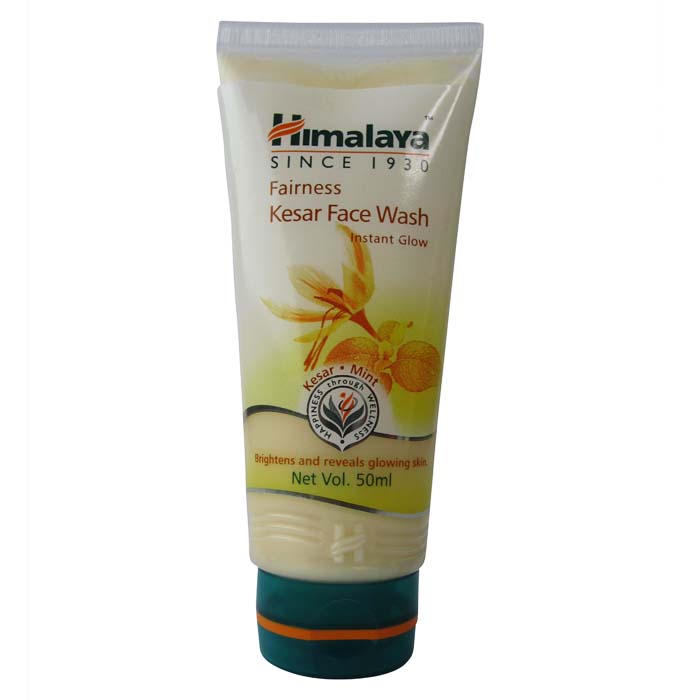 Himalaya™
SINCE 1930
Fairness
Kesar Face Wash
Instant Glow
Kesar • Mint
• HAPPINESS through WELLNESS •
Brightens and reveals glowing skin.
Net Vol. 50ml
H